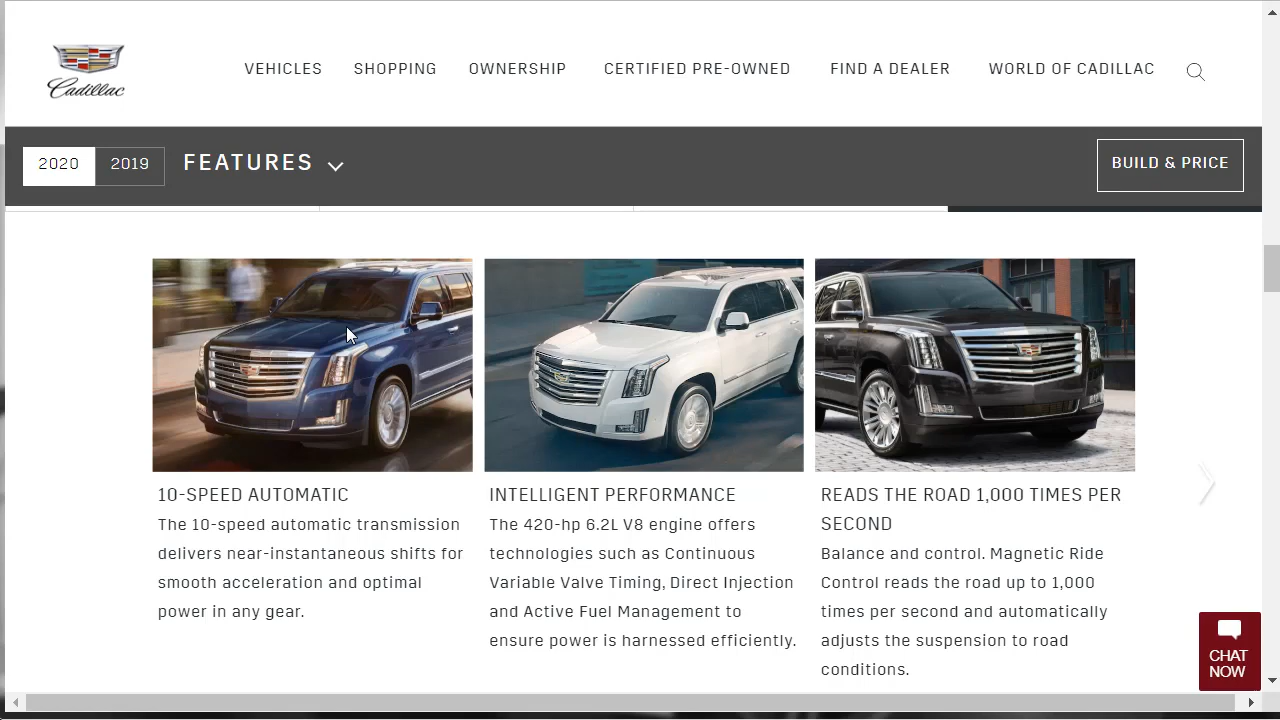 Cadillac
VEHICLES SHOPPING OWNERSHIP CERTIFIED PRE-OWNED FIND A DEALER WORLD OF CADILLAC
2020 2019 FEATURES BUILD & PRICE
10-SPEED AUTOMATIC
The 10-speed automatic transmission
delivers near-instantaneous shifts for
smooth acceleration and optimal
power in any gear.
INTELLIGENT PERFORMANCE
The 420-hp 6.2L V8 engine offers
technologies such as Continuous
Variable Valve Timing, Direct Injection
and Active Fuel Management to
ensure power is harnessed efficiently.
READS THE ROAD 1,000 TIMES PER
SECOND
Balance and control. Magnetic Ride
Control reads the road up to 1,000
times per second and automatically
adjusts the suspension to road
conditions.
CHAT
NOW